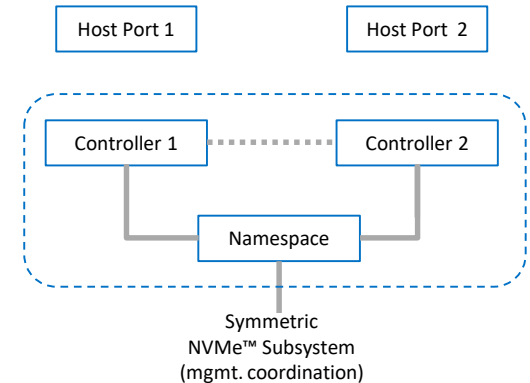 Host Port 1
Host Port 2
Controller 1
Controller 2
Namespace
Symmetric
NVMe™ Subsystem
(mgmt. coordination)